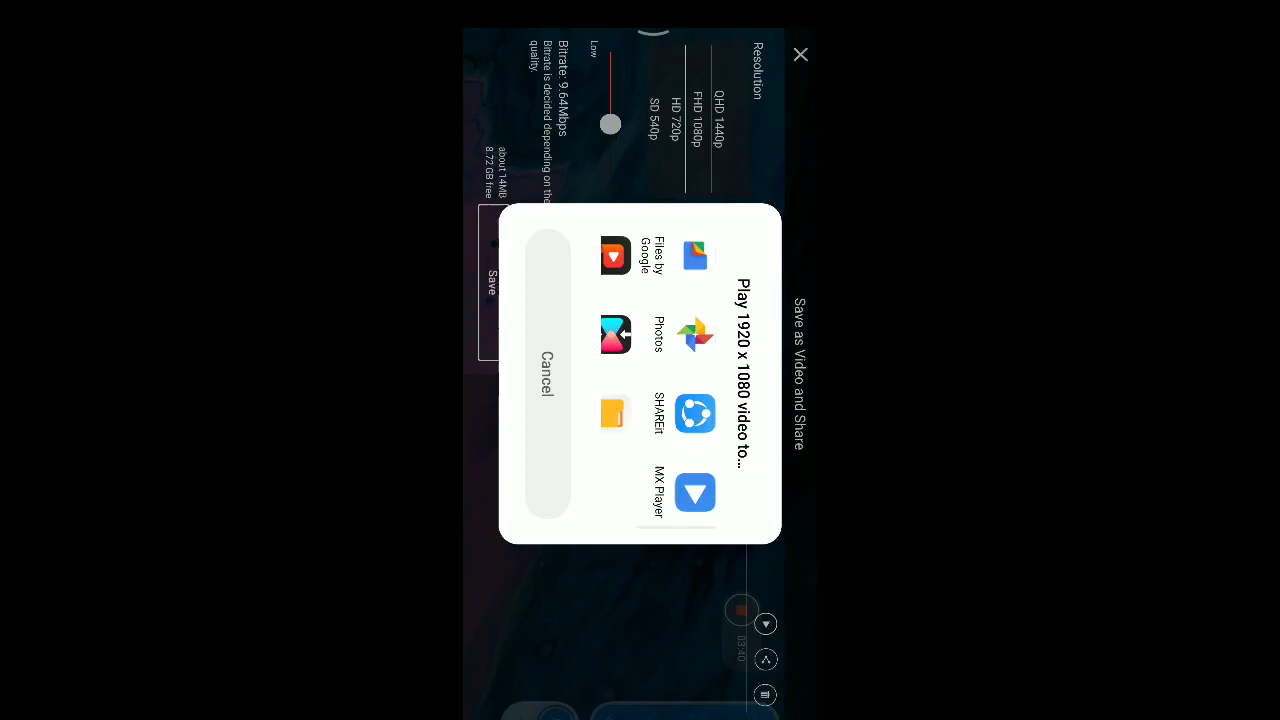 Save as Video and Share
Resolution
QHD 1440p
FHD 1080p
HD 720p
SD 540p
Low
Bitrate: 9.64Mbps
Bitrate is decided depending on the
quality.
about 14MB
8.72 GB free
Save
Play 1920 x 1080 video to...
Files by
Google
Photos
SHAREit
MX Player
Cancel
03:40